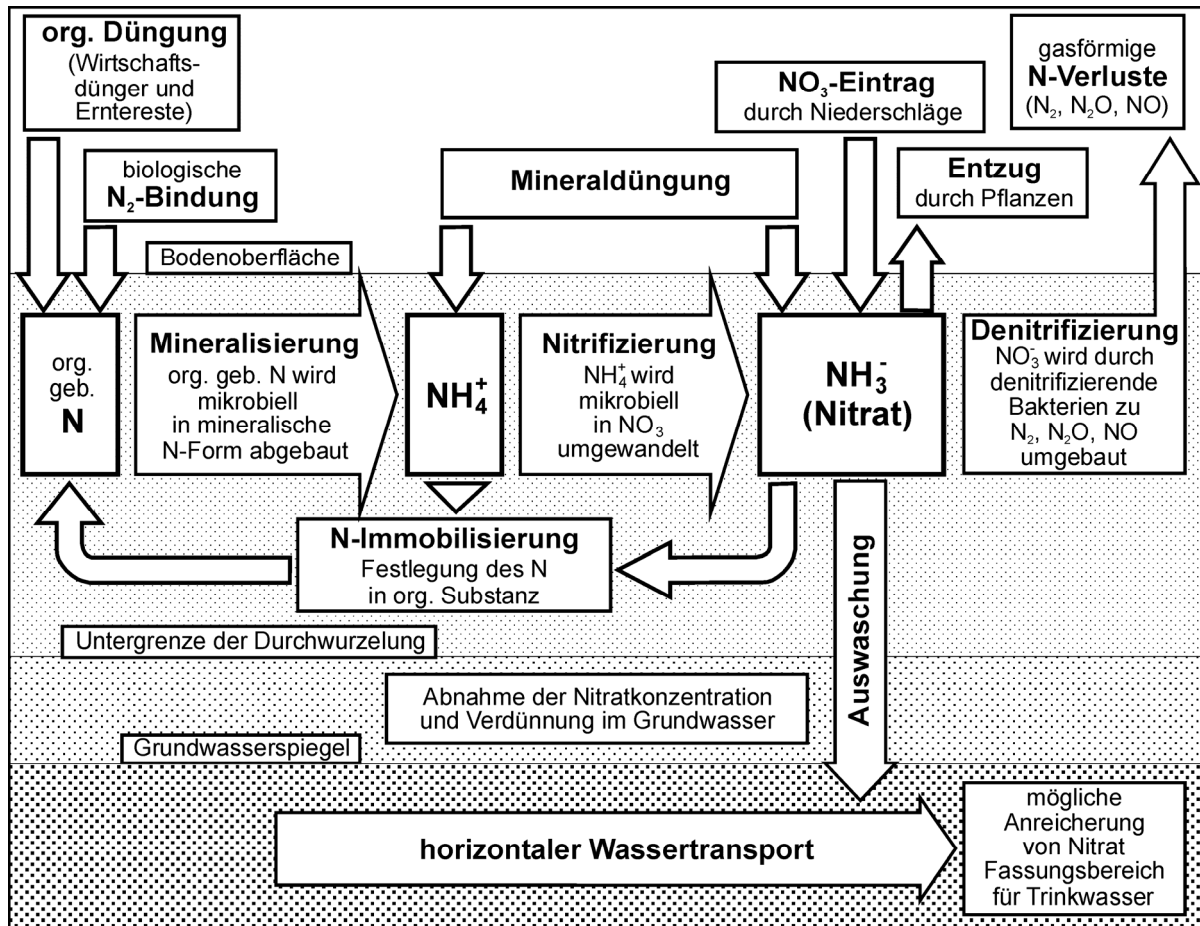 org. Düngung
(Wirtschafts-
dünger und
Erntereste)
biologische
N₂-Bindung
Mineraldüngung
NO₃-Eintrag
durch Niederschläge
gasförmige
N-Verluste
(N₂, N₂O, NO)
Entzug
durch Pflanzen
Bodenoberfläche
org.
geb.
N
Mineralisierung
org. geb. N wird
mikrobiell
in mineralische
N-Form abgebaut
NH₄⁺
Nitrifizierung
NH₄⁺ wird
mikrobiell
in NO₃
umgewandelt
NH₃⁻
(Nitrat)
Denitrifizierung
NO₃⁻ wird durch
denitrifizierende
Bakterien zu
N₂, N₂O, NO
umgebaut
N-Immobilisierung
Festlegung des N
in org. Substanz
Auswaschung
Untergrenze der Durchwurzelung
Abnahme der Nitratkonzentration
und Verdünnung im Grundwasser
Grundwasserspiegel
horizontaler Wassertransport
mögliche
Anreicherung
von Nitrat
Fassungsbereich
für Trinkwasser